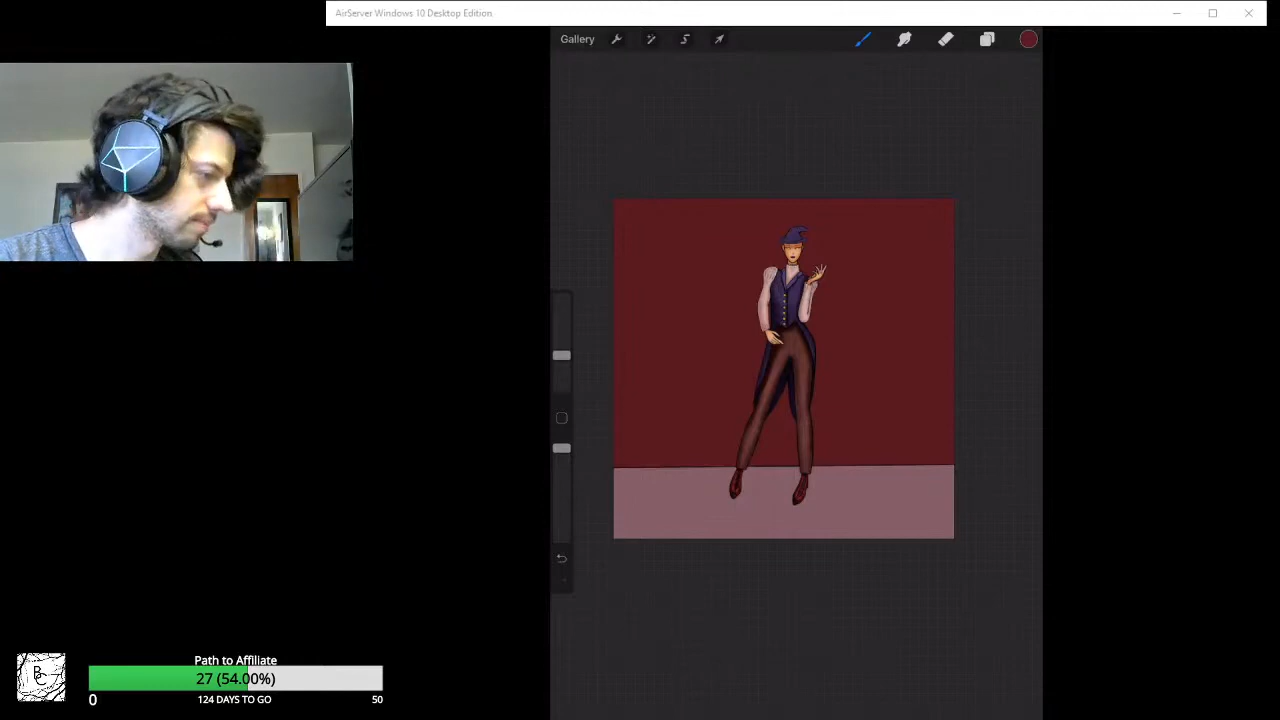 AirServer Windows 10 Desktop Edition
Gallery
Path to Affiliate
27 (54.00%)
0
124 DAYS TO GO
50